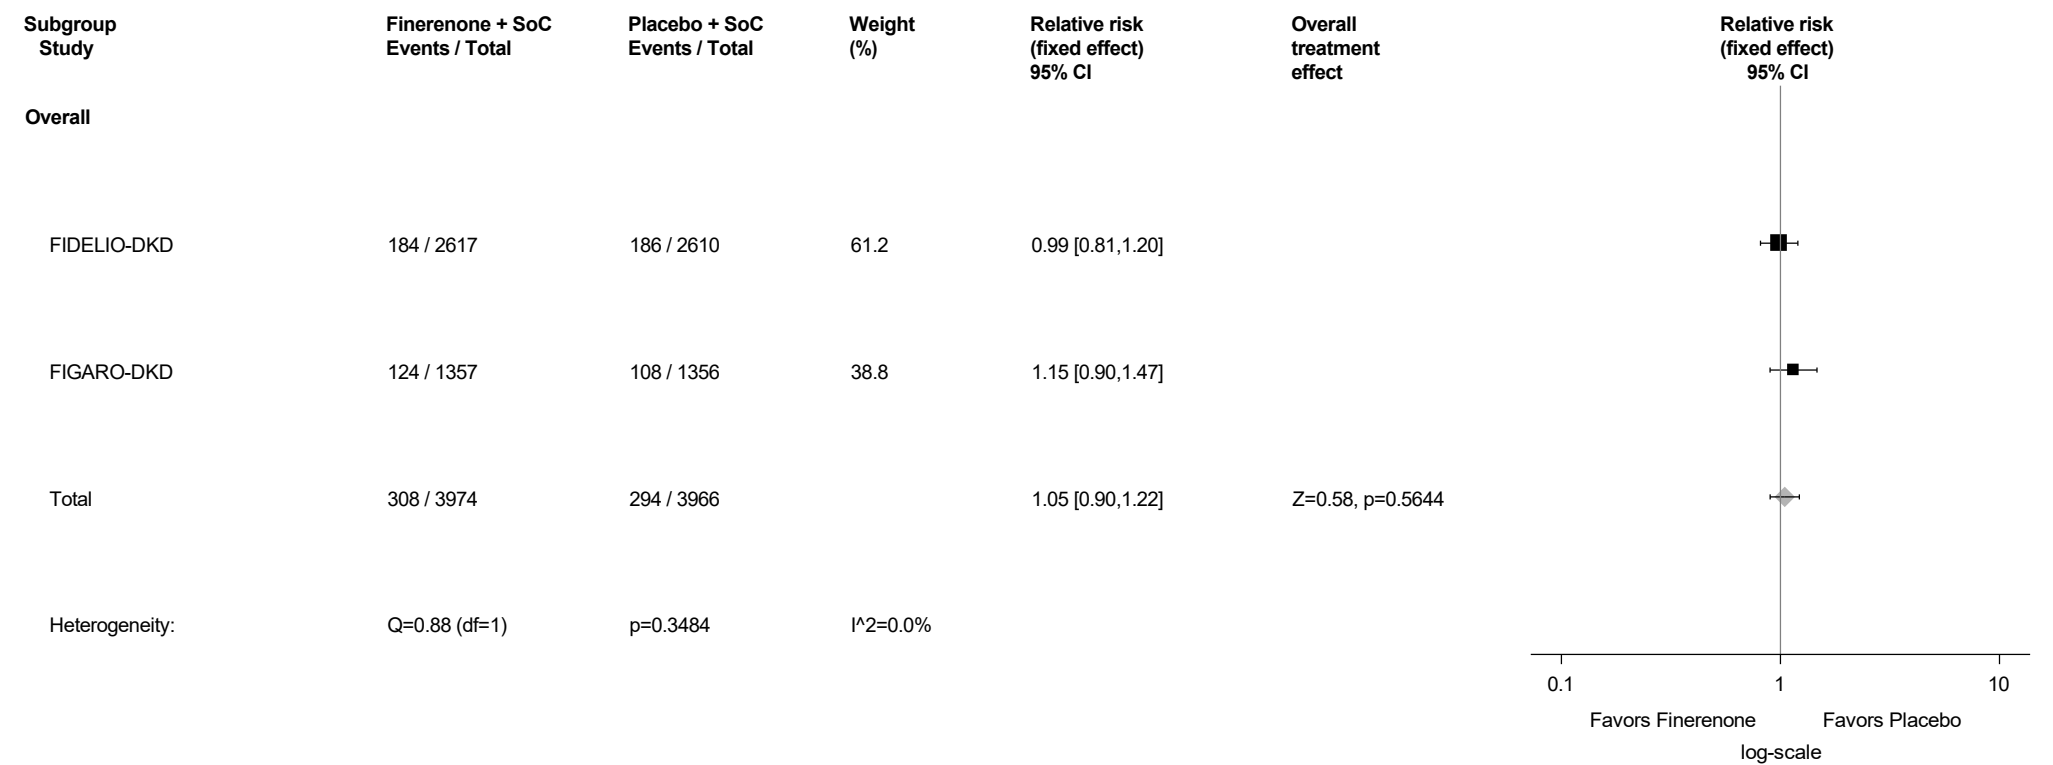 Subgroup Finerenone + SoC Placebo + SoC Weight Relative risk Overall Relative risk
Study Events / Total Events / Total (%) (fixed effect) treatment (fixed effect)
95% CI effect 95% CI
Overall
FIDELIO-DKD 184 / 2617 186 / 2610 61.2 0.99 [0.81,1.20]
FIGARO-DKD 124 / 1357 108 / 1356 38.8 1.15 [0.90,1.47]
Total 308 / 3974 294 / 3966 1.05 [0.90,1.22] Z=0.58, p=0.5644
Heterogeneity: Q=0.88 (df=1) p=0.3484 I^2=0.0%
0.1 1 10
Favors Finerenone Favors Placebo
log-scale